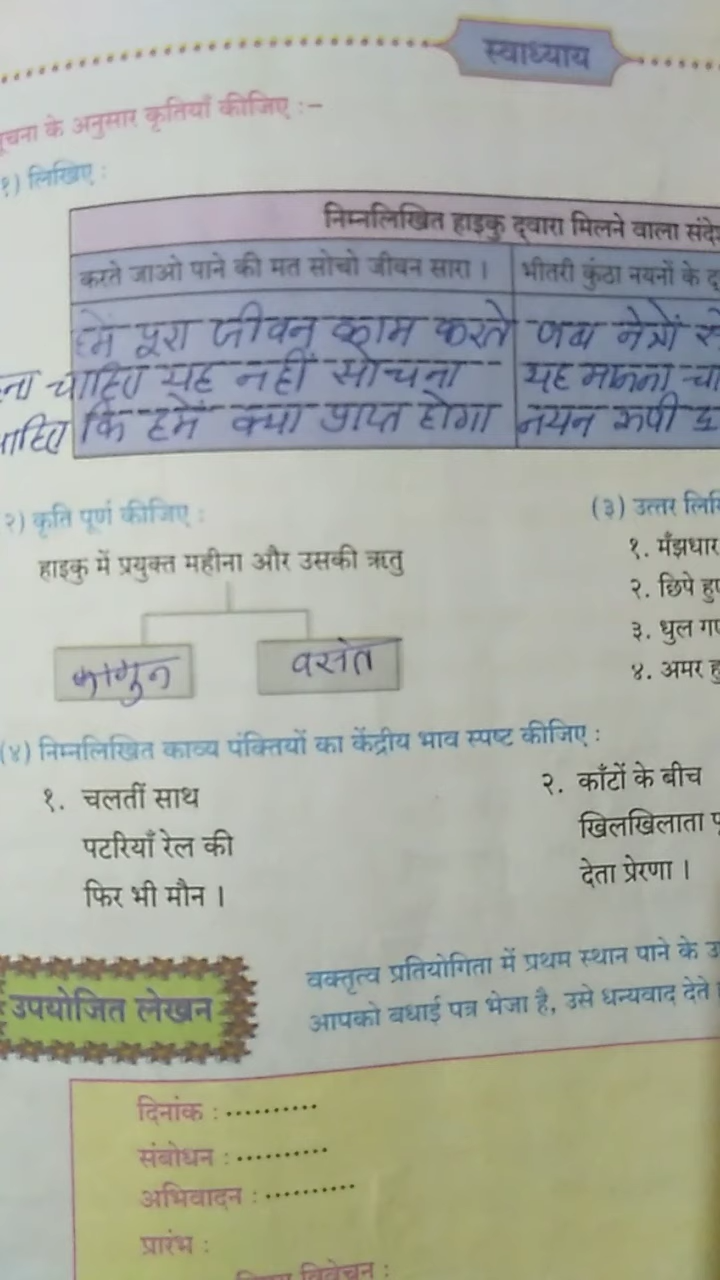 स्वाध्याय
सूचना के अनुसार कृतियाँ कीजिए :-
१) लिखिए :
निम्नलिखित हाइकु द्वारा मिलने वाला संदेश
करते जाओ पाने की मत सोचो जीवन सारा । भीतरी कुंठा नयनों के द्
हमें पूरा जीवन काम करते जब नेत्रों से
ना चाहिए यह नहीं सोचना यह मानना चा
चाहिए कि हमें क्या प्राप्त होगा नयन रूपी द्व
२) कृति पूर्ण कीजिए :
हाइकु में प्रयुक्त महीना और उसकी ऋतु
फागुन वसंत
(३) उत्तर लिखि
१. मँझधार
२. छिपे हुए
३. धुल गए
४. अमर हु
(४) निम्नलिखित काव्य पंक्तियों का केंद्रीय भाव स्पष्ट कीजिए :
१. चलतीं साथ
पटरियाँ रेल की
फिर भी मौन ।
२. काँटों के बीच
खिलखिलाता फू
देता प्रेरणा ।
उपयोजित लेखन
वक्तृत्व प्रतियोगिता में प्रथम स्थान पाने के उ
आपको बधाई पत्र भेजा है, उसे धन्यवाद देते
दिनांक : ..........
संबोधन : ..........
अभिवादन : ..........
प्रारंभ :
विवेचन :